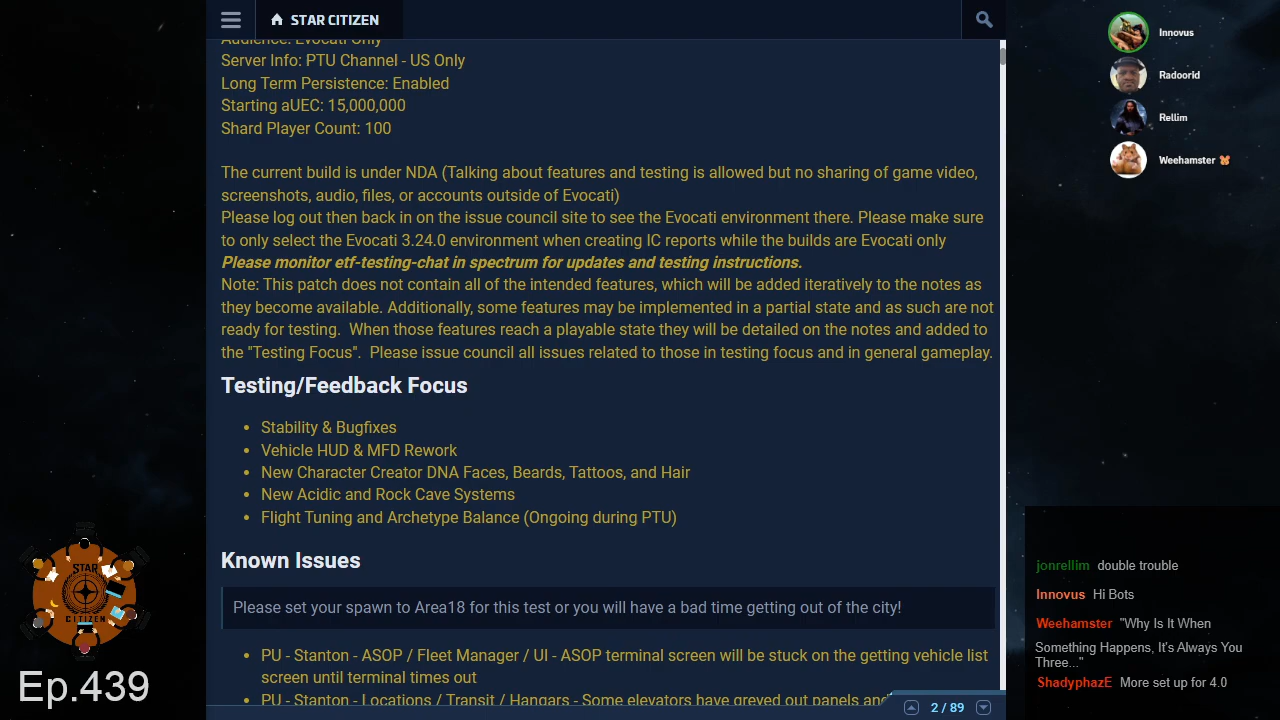 STAR CITIZEN
Audience: Evocati Only
Server Info: PTU Channel - US Only
Long Term Persistence: Enabled
Starting aUEC: 15,000,000
Shard Player Count: 100
The current build is under NDA (Talking about features and testing is allowed but no sharing of game video,
screenshots, audio, files, or accounts outside of Evocati)
Please log out then back in on the issue council site to see the Evocati environment there. Please make sure
to only select the Evocati 3.24.0 environment when creating IC reports while the builds are Evocati only
Please monitor etf-testing-chat in spectrum for updates and testing instructions.
Note: This patch does not contain all of the intended features, which will be added iteratively to the notes as
they become available. Additionally, some features may be implemented in a partial state and as such are not
ready for testing.  When those features reach a playable state they will be detailed on the notes and added to
the "Testing Focus".  Please issue council all issues related to those in testing focus and in general gameplay.
Testing/Feedback Focus
• Stability & Bugfixes
• Vehicle HUD & MFD Rework
• New Character Creator DNA Faces, Beards, Tattoos, and Hair
• New Acidic and Rock Cave Systems
• Flight Tuning and Archetype Balance (Ongoing during PTU)
Known Issues
Please set your spawn to Area18 for this test or you will have a bad time getting out of the city!
• PU - Stanton - ASOP / Fleet Manager / UI - ASOP terminal screen will be stuck on the getting vehicle list
screen until terminal times out
• PU - Stanton - Locations / Transit / Hangars - Some elevators have greyed out panels and
2 / 89
Innovus
Radoorid
Rellim
Weehamster
jonrellim double trouble
Innovus Hi Bots
Weehamster "Why Is It When
Something Happens, It's Always You
Three..."
ShadyphazE More set up for 4.0
STAR
CITIZEN
Ep.439